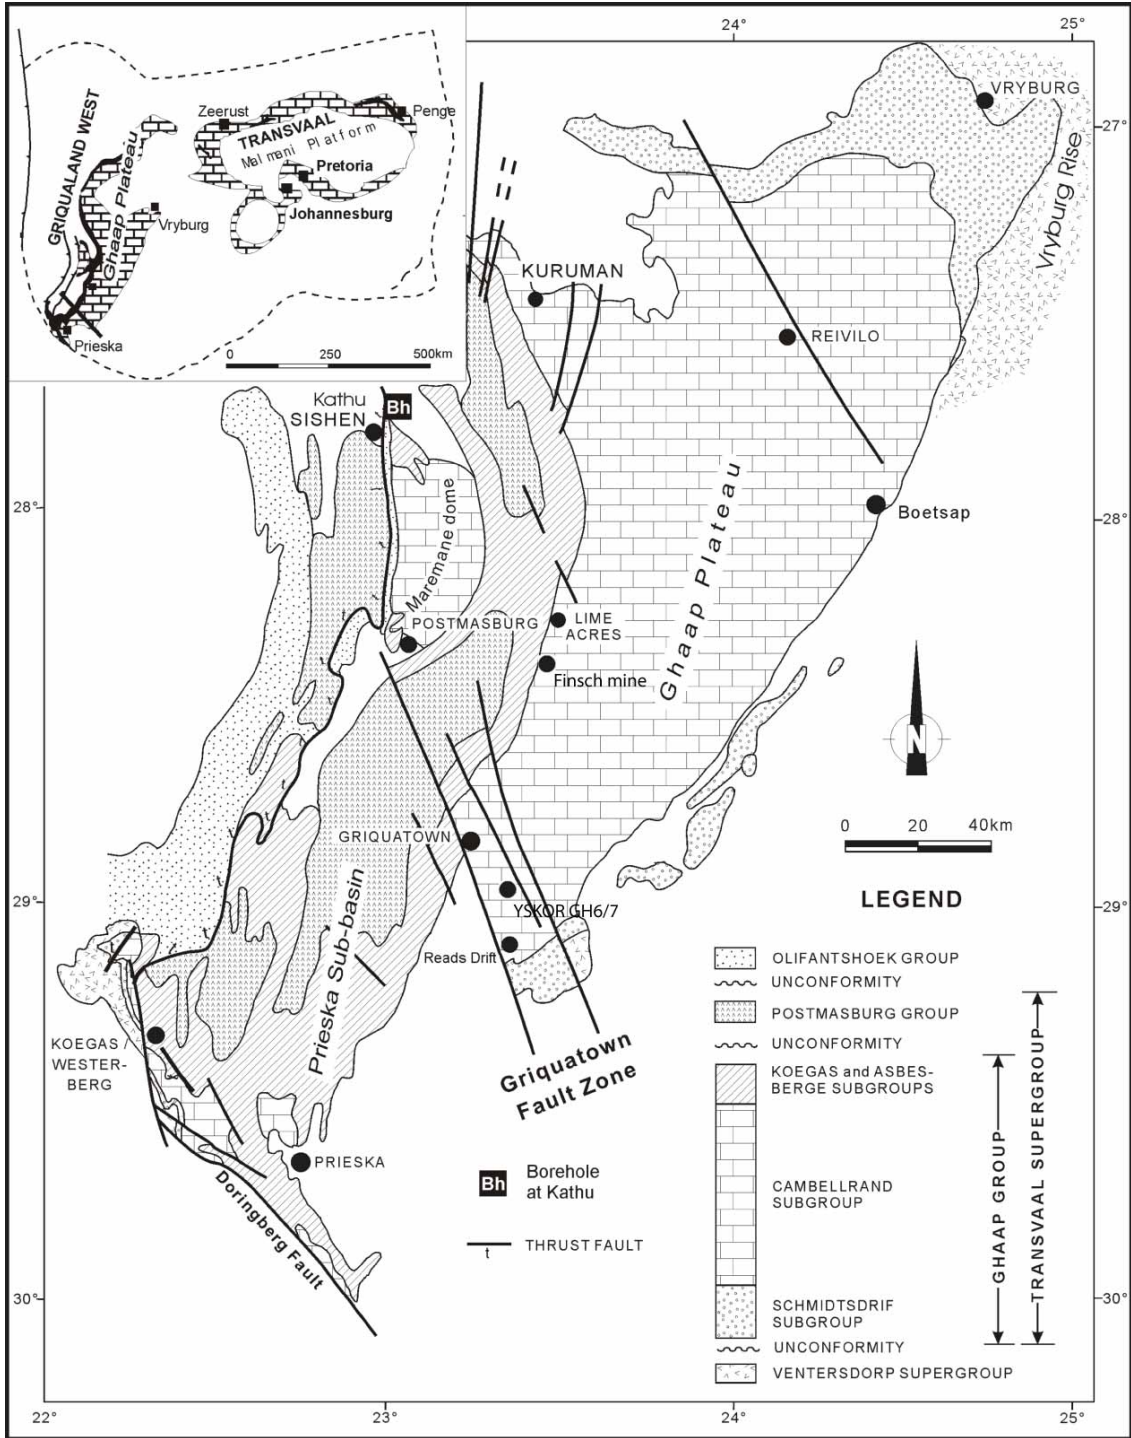 24°
25°
GRIQUALAND WEST
Ghaap Plateau
Zeerust
TRANSVAAL
Malmani Platform
Penge
Pretoria
Johannesburg
Vryburg
Prieska
0 250 500km
VRYBURG
27°
Vryburg Rise
KURUMAN
REIVILO
Kathu
SISHEN
Bh
28°
Maremane dome
Ghaap Plateau
Boetsap
28°
POSTMASBURG
LIME
ACRES
Finsch mine
N
0 20 40km
GRIQUATOWN
YSKOR GH6/7
Reads Drift
29°
29°
Prieska Sub-basin
KOEGAS /
WESTER-
BERG
Griquatown
Fault Zone
PRIESKA
Doringberg Fault
Bh
Borehole
at Kathu
t
THRUST FAULT
LEGEND
OLIFANTSHOEK GROUP
UNCONFORMITY
POSTMASBURG GROUP
UNCONFORMITY
KOEGAS and ASBES-
BERGE SUBGROUPS
CAMBELLRAND
SUBGROUP
SCHMIDTSDRIF
SUBGROUP
UNCONFORMITY
VENTERSDORP SUPERGROUP
GHAAP GROUP
TRANSVAAL SUPERGROUP
30°
30°
22°
23°
24°
25°